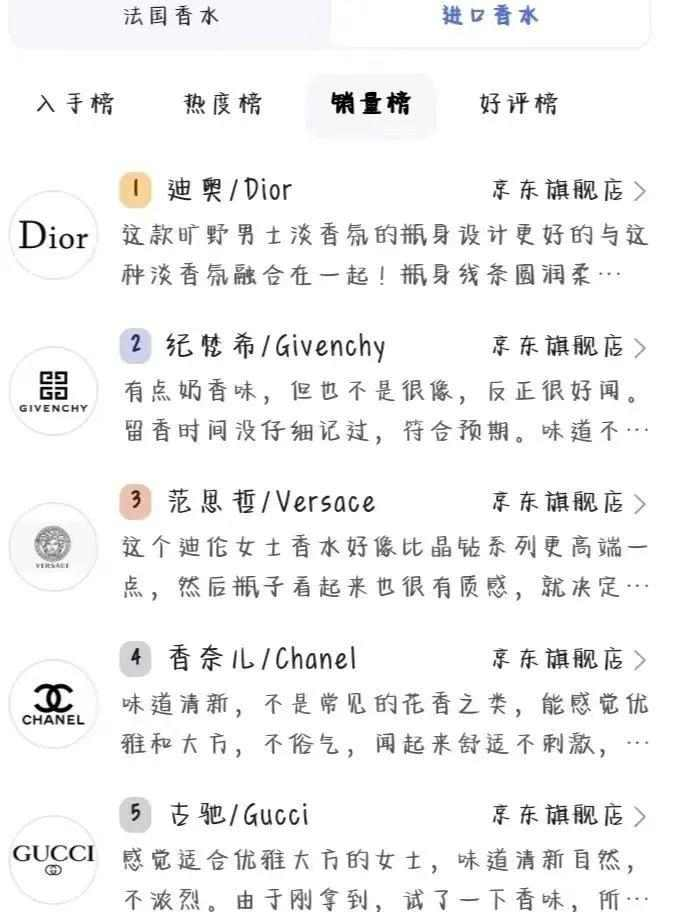 法国香水
进口香水
入手榜
热度榜
销量榜
好评榜
Dior
1
迪奥/Dior
京东旗舰店
这款旷野男士淡香氛的瓶身设计更好的与这
种淡香氛融合在一起！瓶身线条圆润柔…
GIVENCHY
2
纪梵希/Givenchy
京东旗舰店
有点奶香味，但也不是很像，反正很好闻。
留香时间没仔细记过，符合预期。味道不…
VERSACE
3
范思哲/Versace
京东旗舰店
这个迪伦女士香水好像比晶钻系列更高端一
点，然后瓶子看起来也很有质感，就决定…
CHANEL
4
香奈儿/Chanel
京东旗舰店
味道清新，不是常见的花香之类，能感觉优
雅和大方，不俗气，闻起来舒适不刺激，…
GUCCI
5
古驰/Gucci
京东旗舰店
感觉适合优雅大方的女士，味道清新自然，
不浓烈。由于刚拿到，试了一下香味，所…